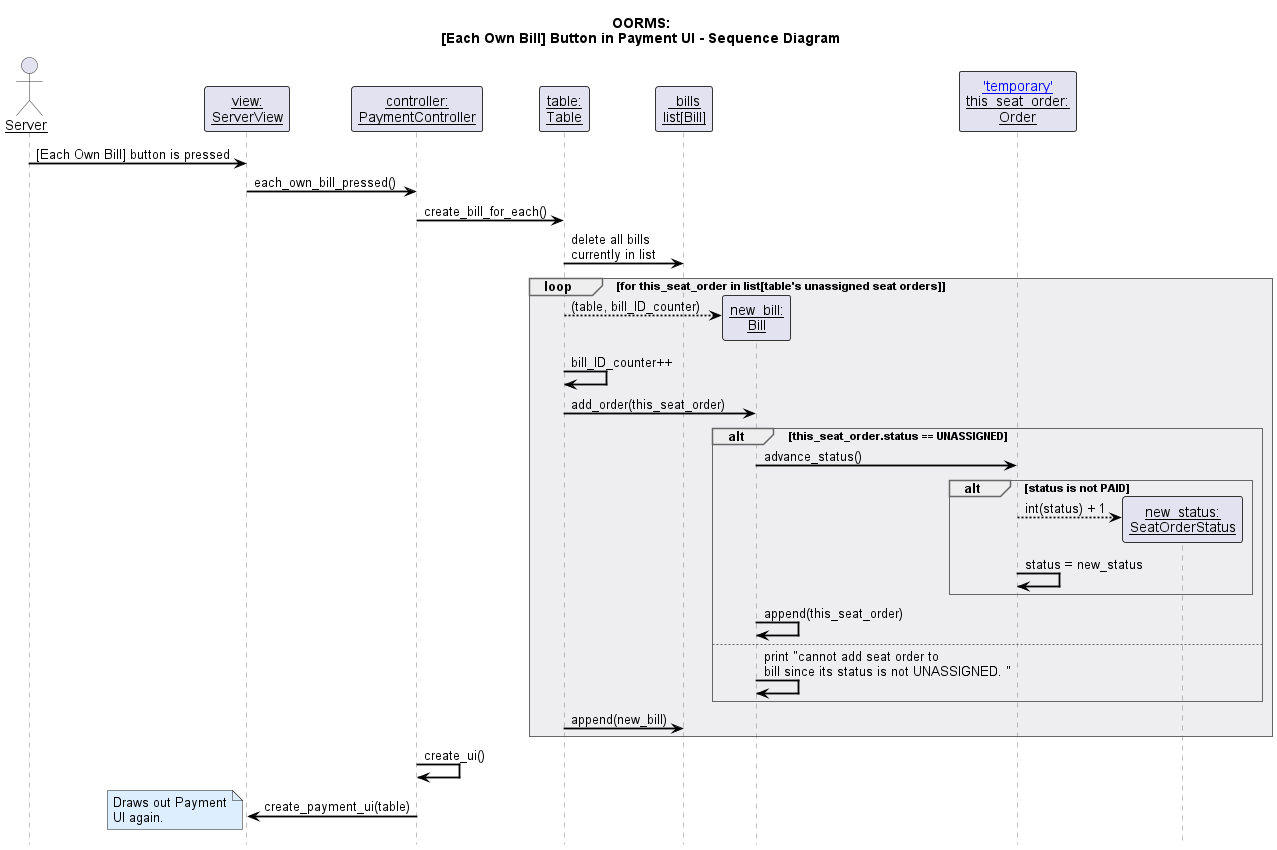 OORMS:
[Each Own Bill] Button in Payment UI - Sequence Diagram
Server
view:
ServerView
controller:
PaymentController
table:
Table
bills
list[Bill]
'temporary'
this_seat_order:
Order
[Each Own Bill] button is pressed
each_own_bill_pressed()
create_bill_for_each()
delete all bills
currently in list
loop
[for this_seat_order in list[table's unassigned seat orders]]
(table, bill_ID_counter)
new_bill:
Bill
bill_ID_counter++
add_order(this_seat_order)
alt
[this_seat_order.status == UNASSIGNED]
advance_status()
alt
[status is not PAID]
int(status) + 1
new_status:
SeatOrderStatus
status = new_status
append(this_seat_order)
print "cannot add seat order to
bill since its status is not UNASSIGNED. "
append(new_bill)
create_ui()
create_payment_ui(table)
Draws out Payment
UI again.